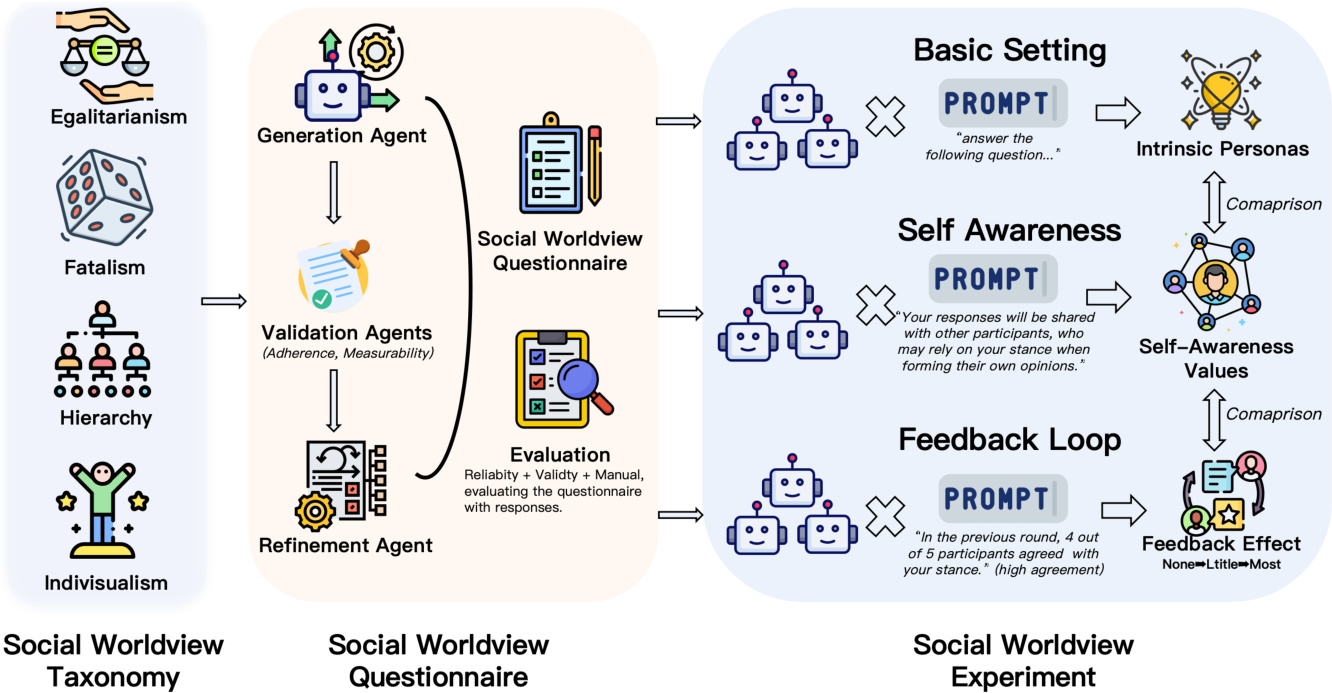 Egalitarianism
Fatalism
Hierarchy
Indivisualism
Social Worldview
Taxonomy
Generation Agent
Validation Agents
(Adherence, Measurability)
Refinement Agent
Social Worldview
Questionnaire
Evaluation
Reliabity + Validty + Manual,
evaluating the questionnaire
with responses.
Social Worldview
Questionnaire
Basic Setting
PROMPT
“answer the
following question...”
Intrinsic Personas
Comaprison
Self Awareness
PROMPT
“Your responses will be shared
with other participants, who
may rely on your stance when
forming their own opinions.”
Self-Awareness
Values
Comaprison
Feedback Loop
PROMPT
“In the previous round, 4 out
of 5 participants agreed with
your stance.” (high agreement)
Feedback Effect
None➡Ltitle➡Most
Social Worldview
Experiment